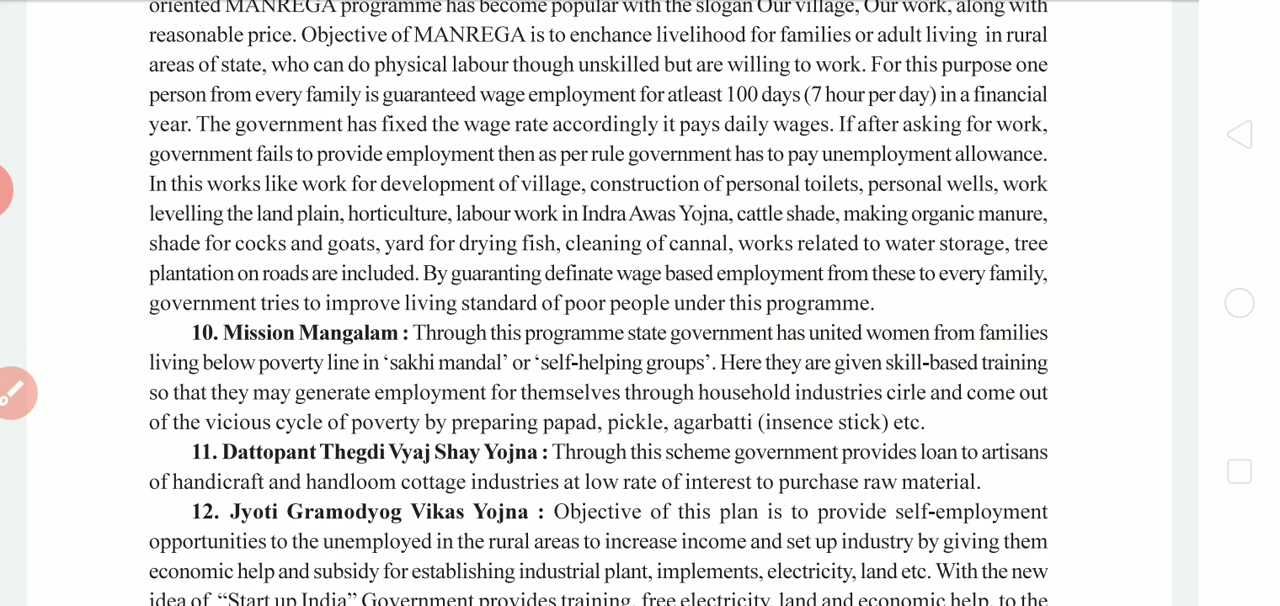 oriented MANREGA programme has become popular with the slogan Our village, Our work, along with
reasonable price. Objective of MANREGA is to enchance livelihood for families or adult living in rural
areas of state, who can do physical labour though unskilled but are willing to work. For this purpose one
person from every family is guaranteed wage employment for atleast 100 days (7 hour per day) in a financial
year. The government has fixed the wage rate accordingly it pays daily wages. If after asking for work,
government fails to provide employment then as per rule government has to pay unemployment allowance.
In this works like work for development of village, construction of personal toilets, personal wells, work
levelling the land plain, horticulture, labour work in Indra Awas Yojna, cattle shade, making organic manure,
shade for cocks and goats, yard for drying fish, cleaning of cannal, works related to water storage, tree
plantation on roads are included. By guaranting definate wage based employment from these to every family,
government tries to improve living standard of poor people under this programme.
10. Mission Mangalam : Through this programme state government has united women from families
living below poverty line in ‘sakhi mandal’ or ‘self-helping groups’. Here they are given skill-based training
so that they may generate employment for themselves through household industries cirle and come out
of the vicious cycle of poverty by preparing papad, pickle, agarbatti (insence stick) etc.
11. Dattopant Thegdi Vyaj Shay Yojna : Through this scheme government provides loan to artisans
of handicraft and handloom cottage industries at low rate of interest to purchase raw material.
12. Jyoti Gramodyog Vikas Yojna : Objective of this plan is to provide self-employment
opportunities to the unemployed in the rural areas to increase income and set up industry by giving them
economic help and subsidy for establishing industrial plant, implements, electricity, land etc. With the new
idea of “Start up India” Government provides training, free electricity, land and economic help, to the